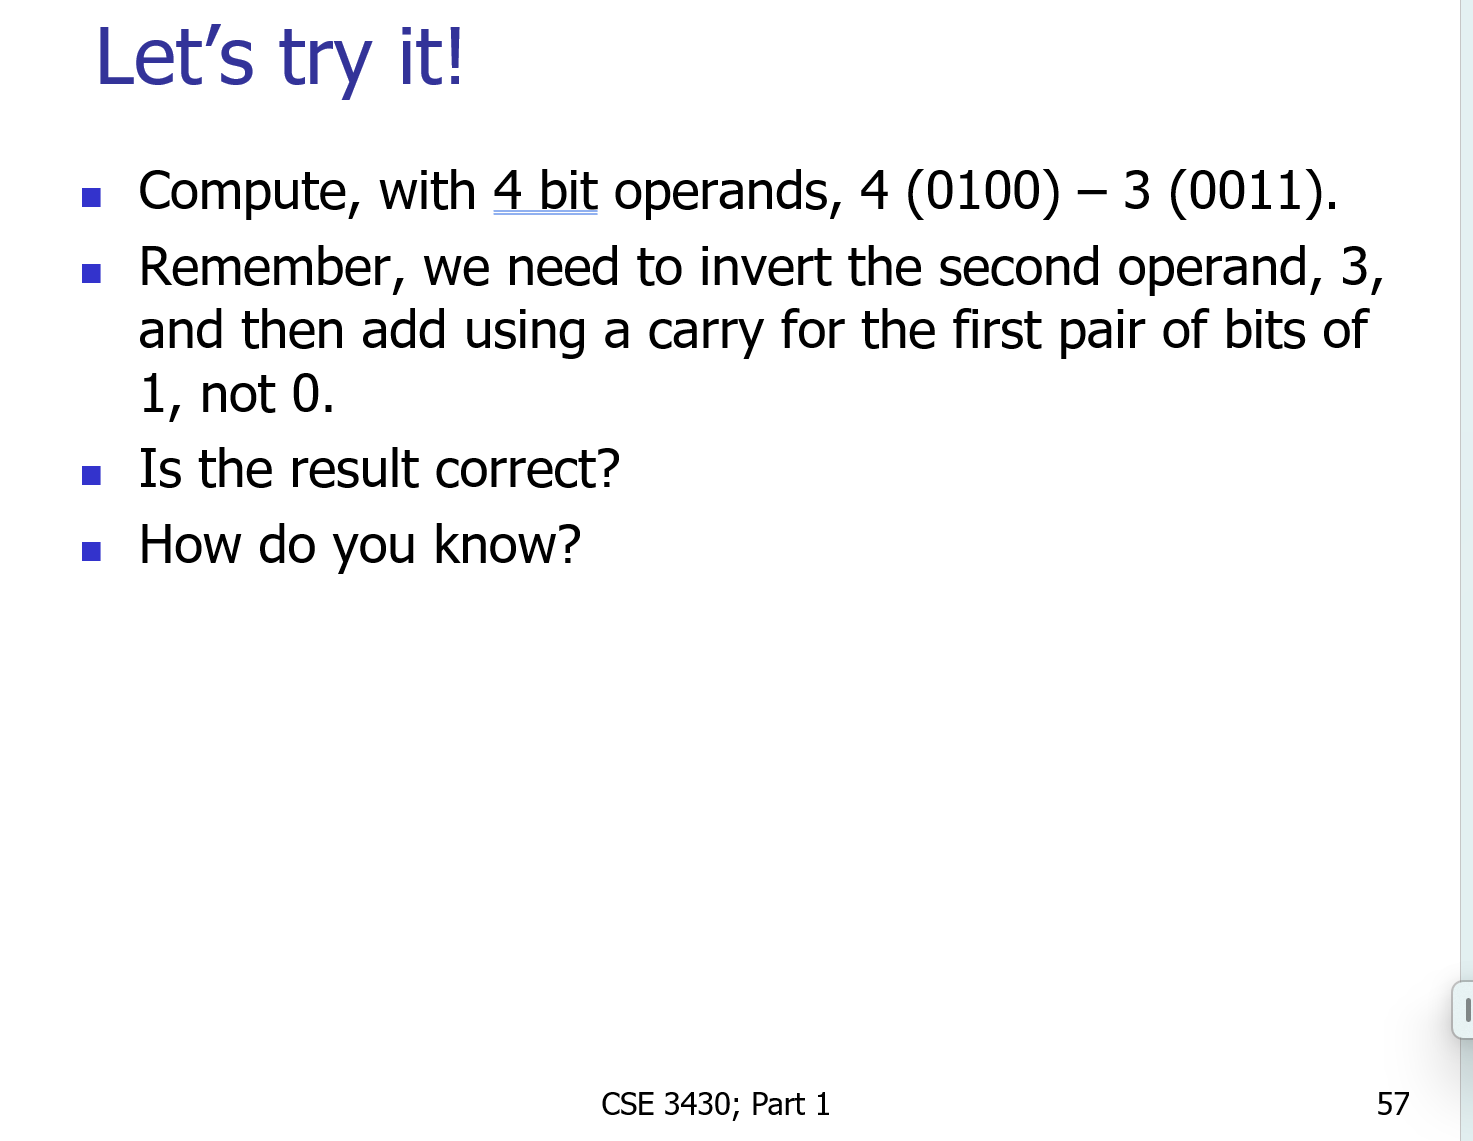 Let’s try it!
Compute, with 4 bit operands, 4 (0100) – 3 (0011).
Remember, we need to invert the second operand, 3,
and then add using a carry for the first pair of bits of
1, not 0.
Is the result correct?
How do you know?
CSE 3430; Part 1
57